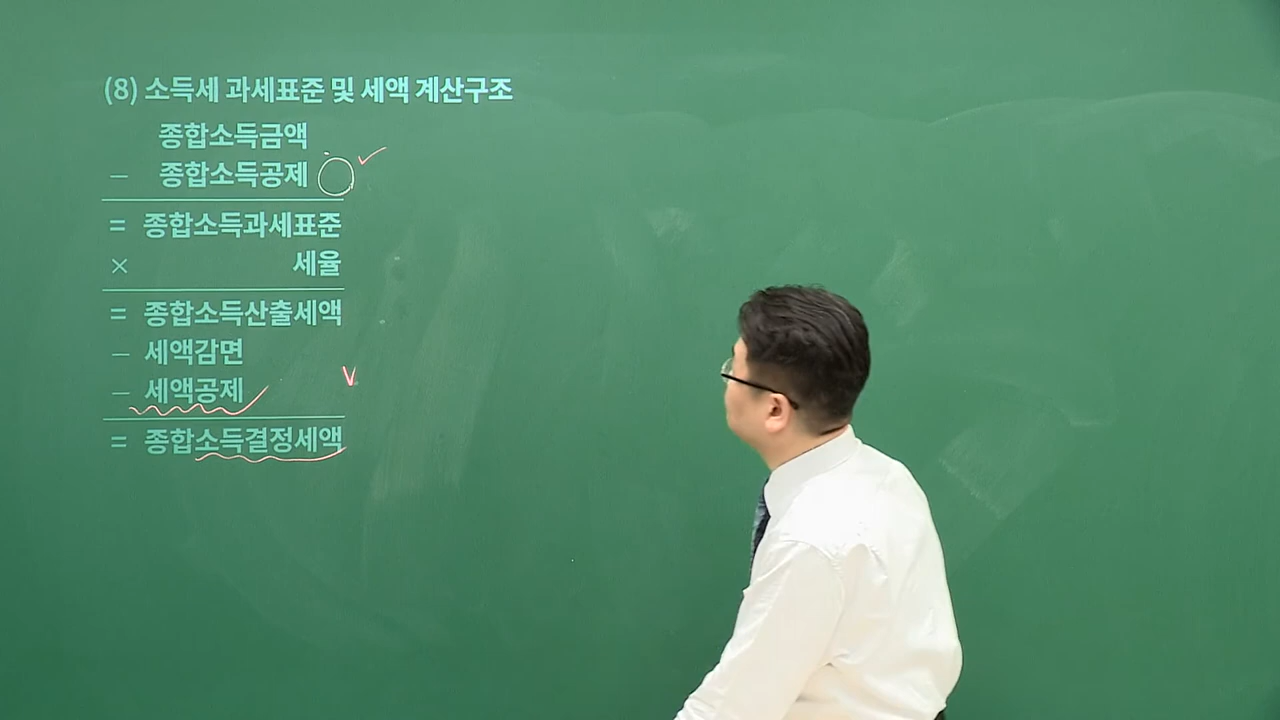 (8) 소득세 과세표준 및 세액 계산구조
종합소득금액
− 종합소득공제
= 종합소득과세표준
× 세율
= 종합소득산출세액
− 세액감면
− 세액공제
= 종합소득결정세액